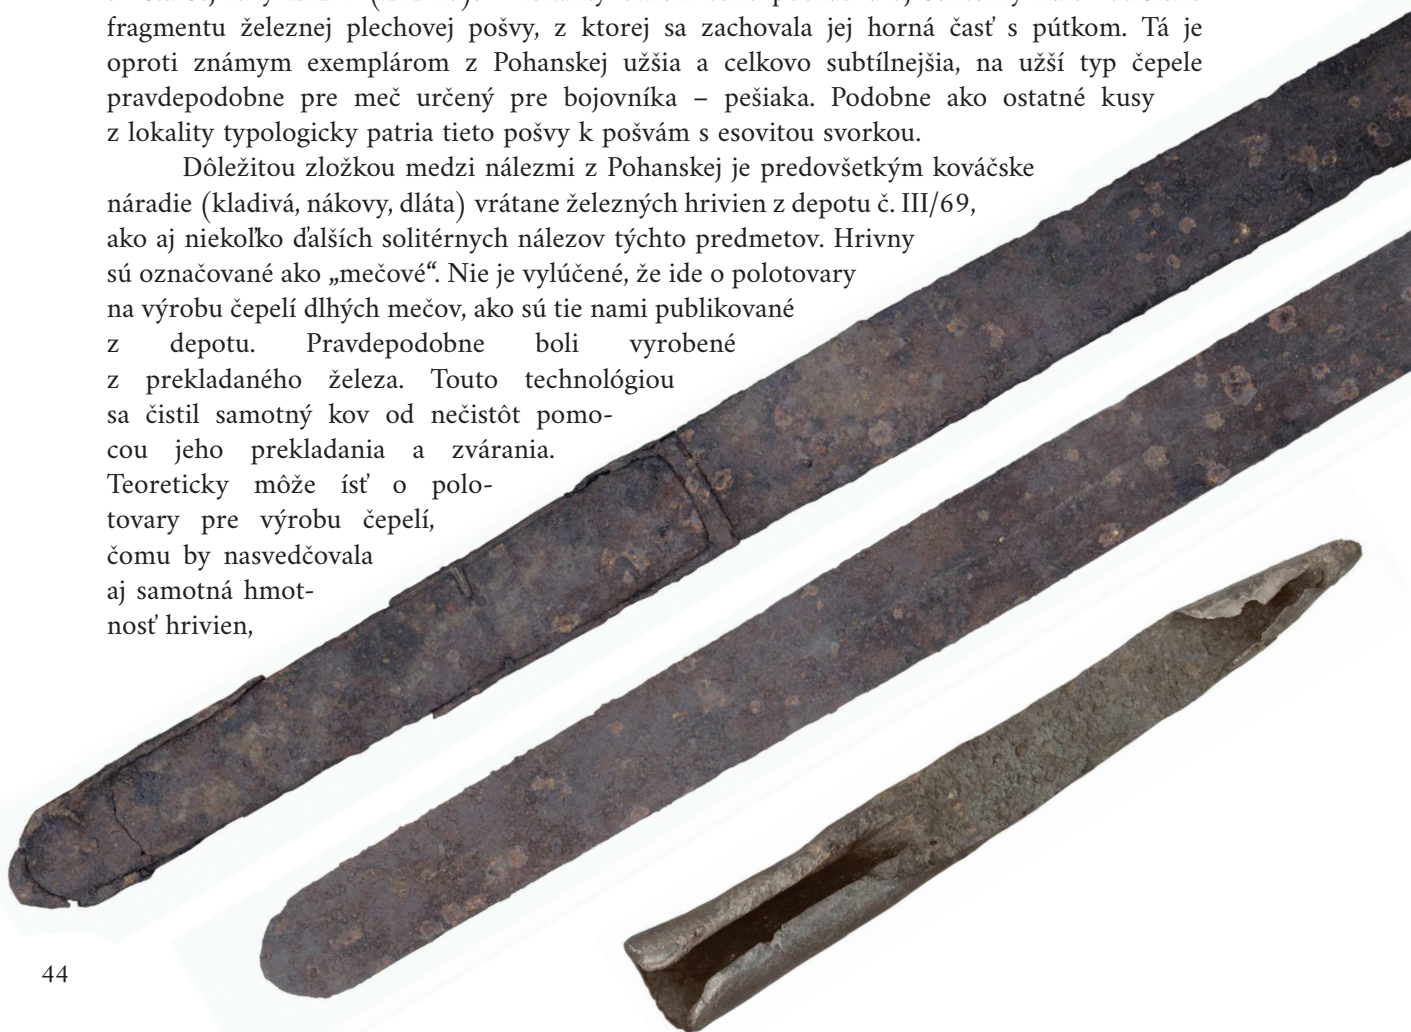 fragmentu železnej plechovej pošvy, z ktorej sa zachovala jej horná časť s pútkom. Tá je
oproti známym exemplárom z Pohanskej užšia a celkovo subtílnejšia, na užší typ čepele
pravdepodobne pre meč určený pre bojovníka – pešiaka. Podobne ako ostatné kusy
z lokality typologicky patria tieto pošvy k pošvám s esovitou svorkou.
Dôležitou zložkou medzi nálezmi z Pohanskej je predovšetkým kováčske
náradie (kladivá, nákovy, dláta) vrátane železných hrivien z depotu č. III/69,
ako aj niekoľko ďalších solitérnych nálezov týchto predmetov. Hrivny
sú označované ako „mečové“. Nie je vylúčené, že ide o polotovary
na výrobu čepelí dlhých mečov, ako sú tie nami publikované
z depotu. Pravdepodobne boli vyrobené
z prekladaného železa. Touto technológiou
sa čistil samotný kov od nečistôt pomo-
cou jeho prekladania a zvárania.
Teoreticky môže ísť o polo-
tovary pre výrobu čepelí,
čomu by nasvedčovala
aj samotná hmot-
nosť hrivien,
44